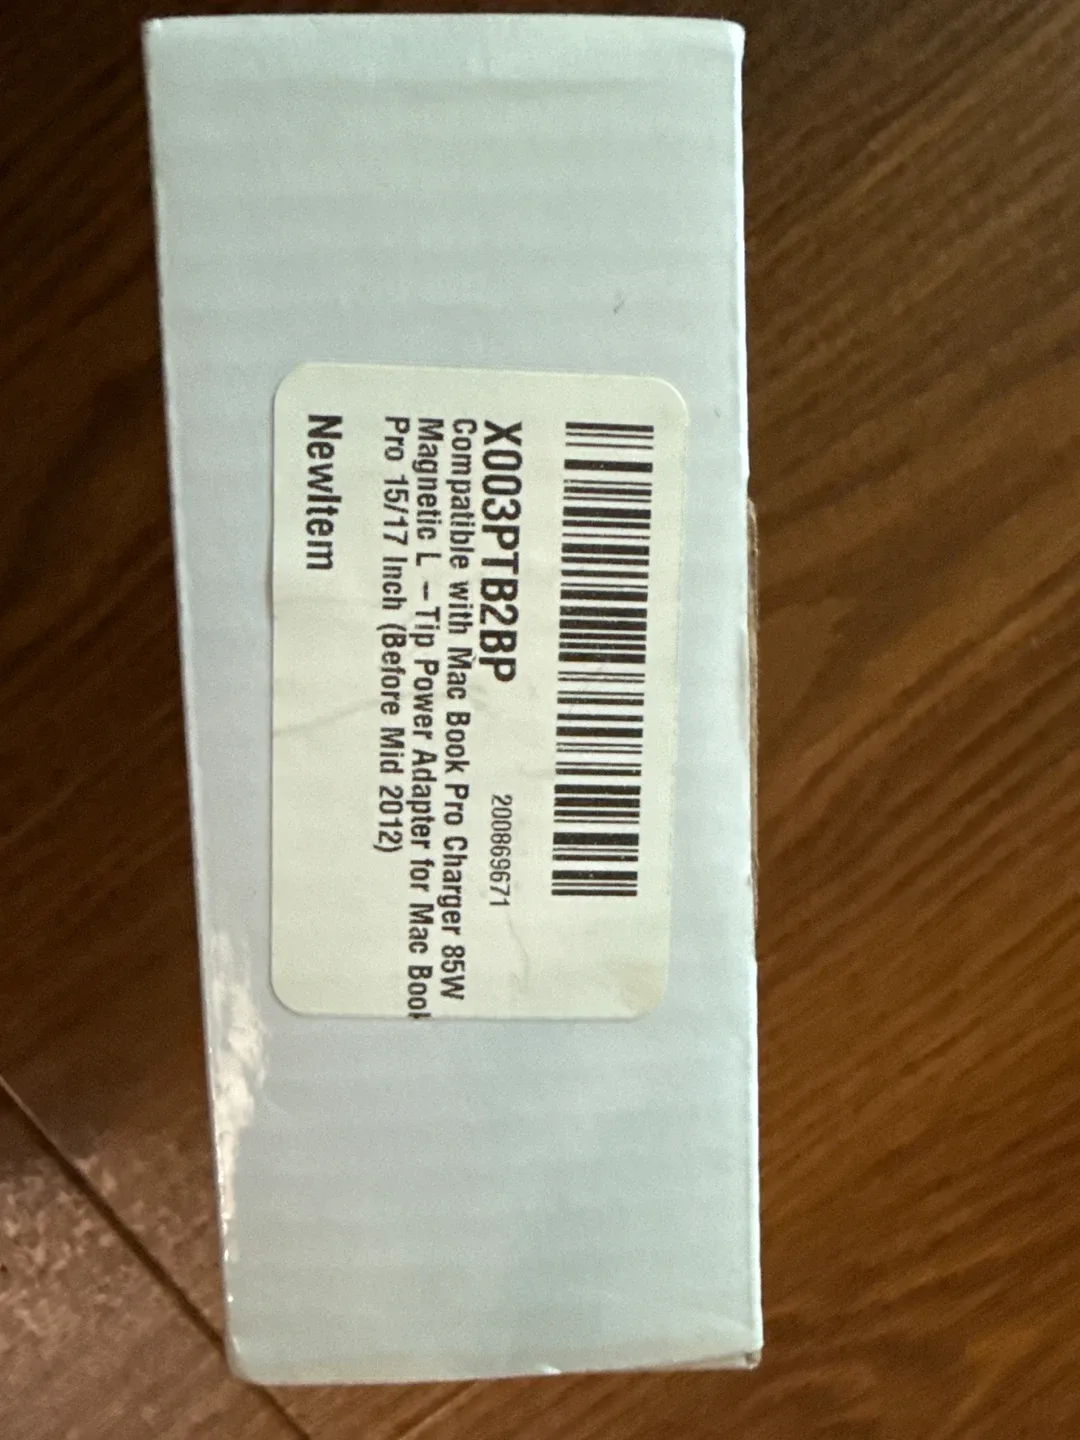 X003PTB2BP 200869671
Compatible with Mac Book Pro Charger 85W
Magnetic L –Tip Power Adapter for Mac Book
Pro 15/17 Inch (Before Mid 2012)
NewItem